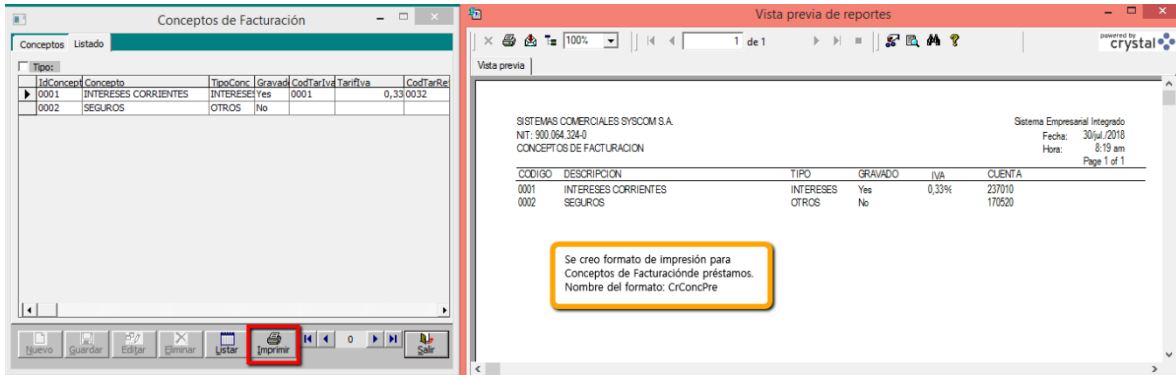 Conceptos de Facturación
Conceptos Listado
Tipo:
IdConcept Concepto TipoConc Gravad CodTarIva TarifIva CodTarRe
0001 INTERESES CORRIENTES INTERESE Yes 0001 0,33 0032
0002 SEGUROS OTROS No
Nuevo Guardar Editar Eliminar Listar Imprimir 0 Salir
Vista previa de reportes
100% 1 de 1
powered by
crystal
Vista previa
SISTEMAS COMERCIALES SYSCOM S.A. Sistema Empresarial Integrado
NIT: 900.064.324-0 Fecha: 30/jul./2018
CONCEPTOS DE FACTURACION Hora: 8:19 am
Page 1 of 1
CODIGO DESCRIPCION TIPO GRAVADO IVA CUENTA
0001 INTERESES CORRIENTES INTERESES Yes 0,33% 237010
0002 SEGUROS OTROS No 170520
Se creo formato de impresión para
Conceptos de Facturaciónde préstamos.
Nombre del formato: CrConcPre